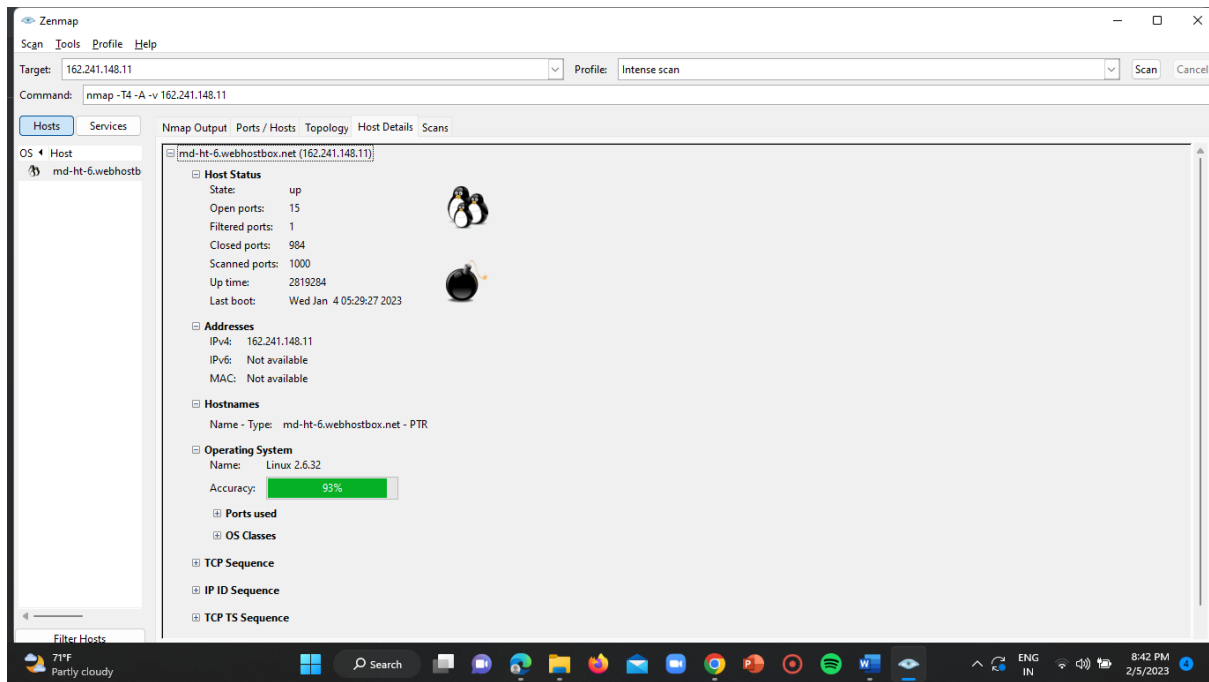 Zenmap
Scan Tools Profile Help
Target: 162.241.148.11 Profile: Intense scan Scan Cancel
Command: nmap -T4 -A -v 162.241.148.11
Hosts Services Nmap Output Ports / Hosts Topology Host Details Scans
OS Host
md-ht-6.webhostb
md-ht-6.webhostbox.net (162.241.148.11)
Host Status
State: up
Open ports: 15
Filtered ports: 1
Closed ports: 984
Scanned ports: 1000
Up time: 2819284
Last boot: Wed Jan 4 05:29:27 2023
Addresses
IPv4: 162.241.148.11
IPv6: Not available
MAC: Not available
Hostnames
Name - Type: md-ht-6.webhostbox.net - PTR
Operating System
Name: Linux 2.6.32
Accuracy: 93%
Ports used
OS Classes
TCP Sequence
IP ID Sequence
TCP TS Sequence
Filter Hosts
71°F
Partly cloudy
Search
ENG
IN
8:42 PM
2/5/2023
4